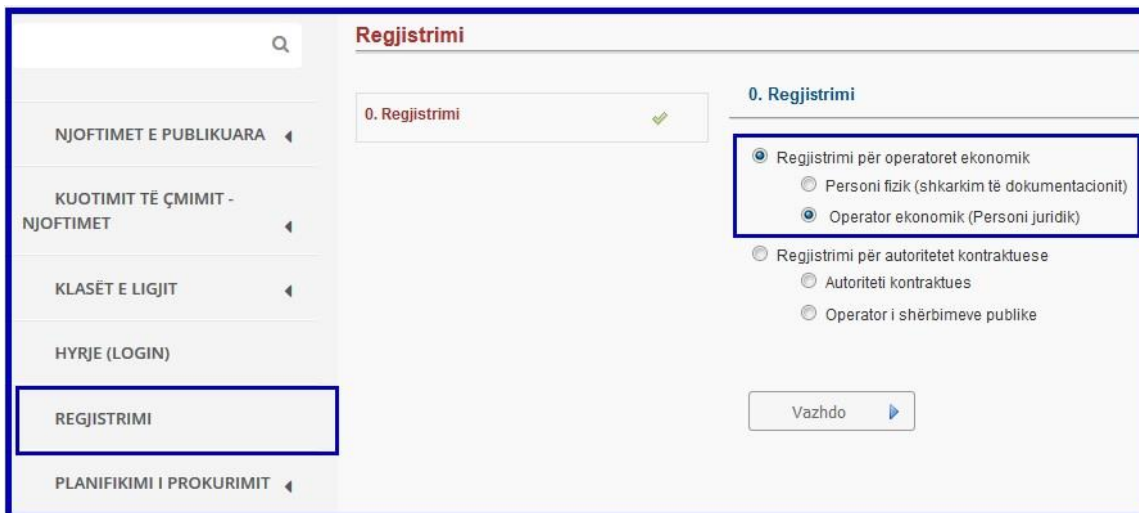 Regjistrimi
NJOFTIMET E PUBLIKUARA
KUOTIMIT TË ÇMIMIT -
NJOFTIMET
KLASËT E LIGJIT
HYRJE (LOGIN)
REGJISTRIMI
PLANIFIKIMI I PROKURIMIT
0. Regjistrimi
0. Regjistrimi
Regjistrimi për operatoret ekonomik
Personi fizik (shkarkim të dokumentacionit)
Operator ekonomik (Personi juridik)
Regjistrimi për autoritetet kontraktuese
Autoriteti kontraktues
Operator i shërbimeve publike
Vazhdo